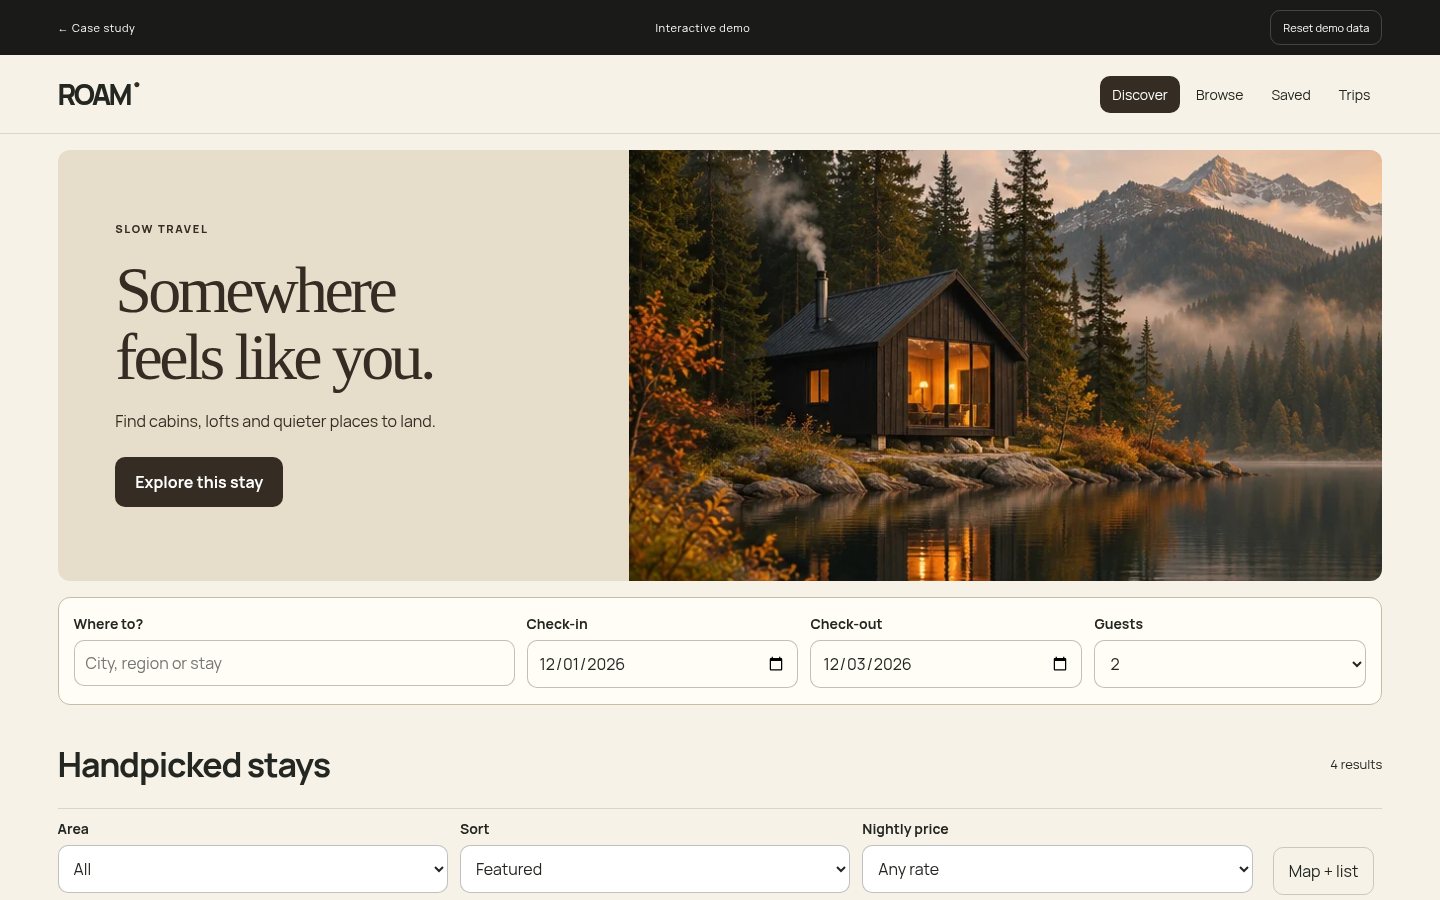 ← Case study
Interactive demo
Reset demo data
ROAM
Discover
Browse
Saved
Trips
SLOW TRAVEL
Somewhere
feels like you.
Find cabins, lofts and quieter places to land.
Explore this stay
Where to?
Check-in
Check-out
Guests
City, region or stay
12/01/2026
12/03/2026
2
Handpicked stays
4 results
Area
Sort
Nightly price
All
Featured
Any rate
Map + list